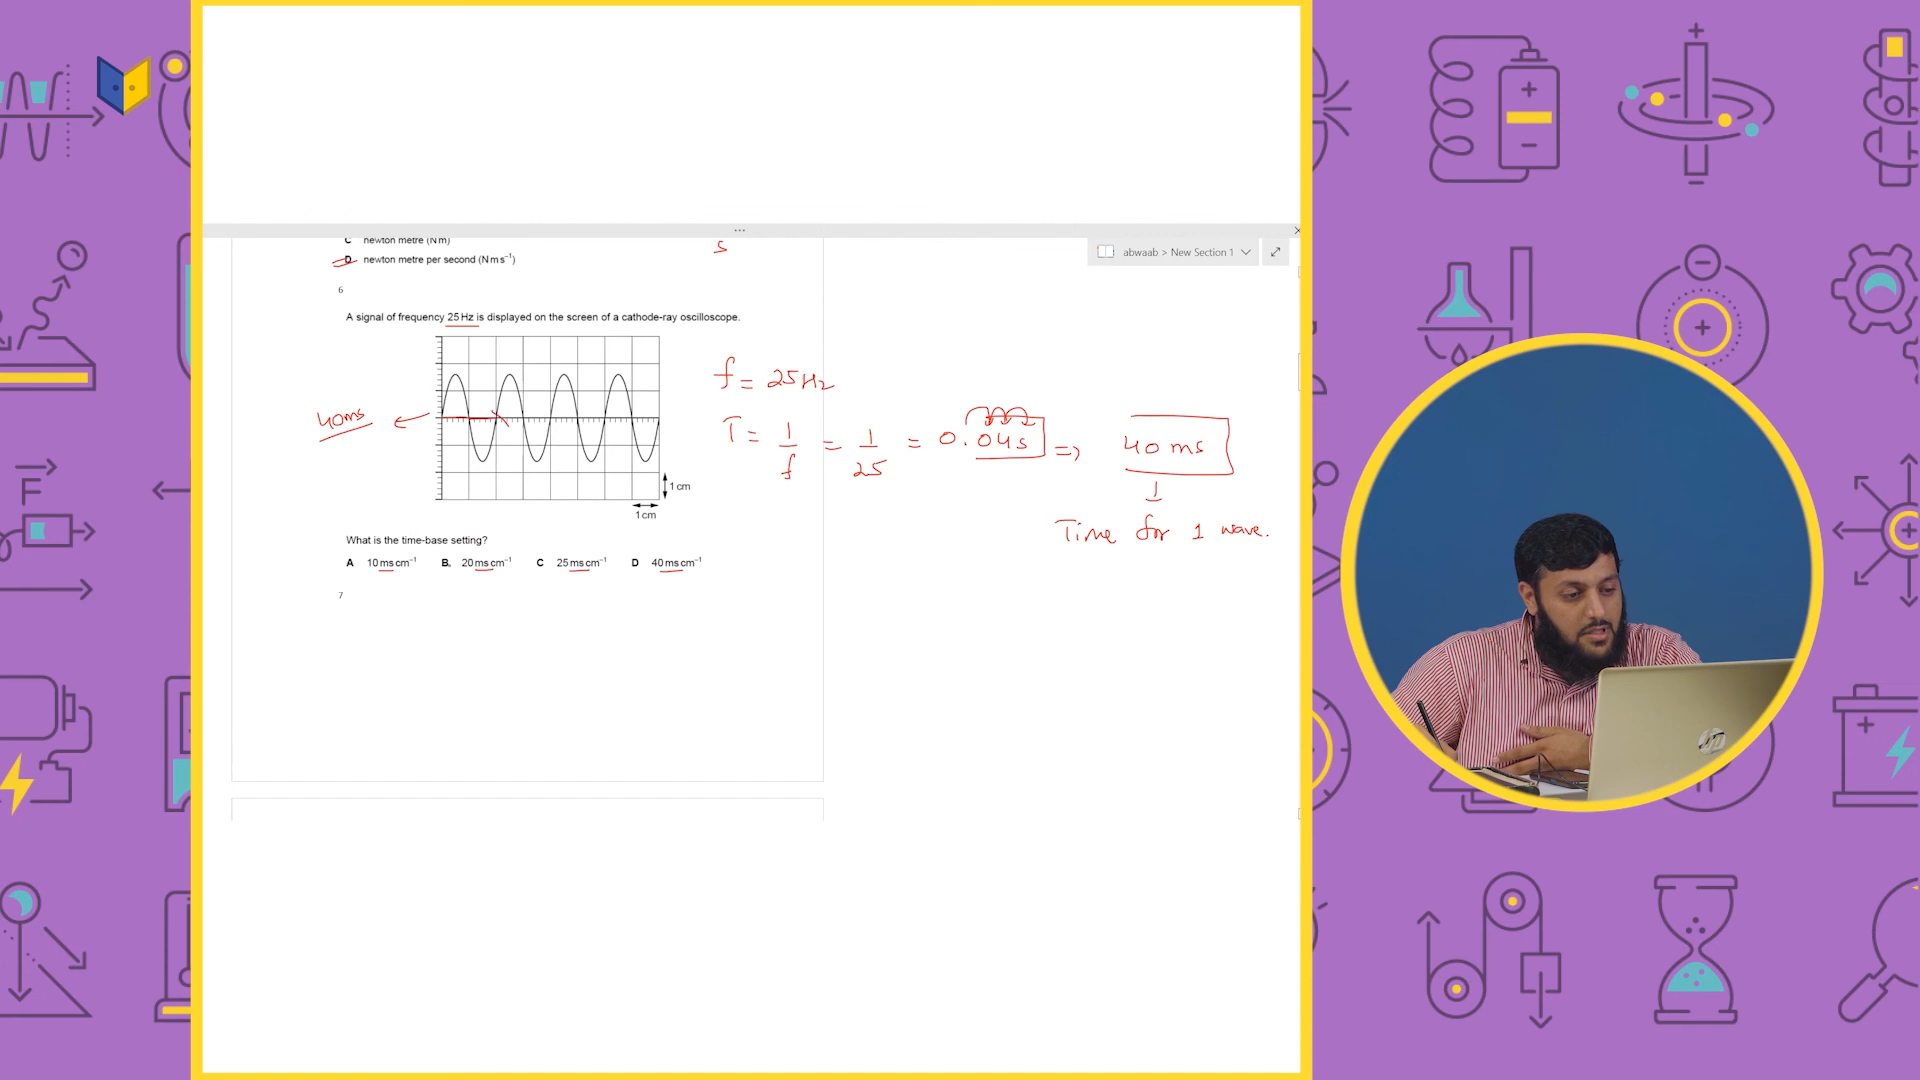 C newton metre (N m)
D newton metre per second (N m s⁻¹)
s
abwaab > New Section 1
6
A signal of frequency 25 Hz is displayed on the screen of a cathode-ray oscilloscope.
f = 25 Hz
40ms
T = 1/f = 1/25 = 0.04s => 40 ms
1 cm
1 cm
Time for 1 wave.
What is the time-base setting?
A 10 ms cm⁻¹ B 20 ms cm⁻¹ C 25 ms cm⁻¹ D 40 ms cm⁻¹
7
F
hp